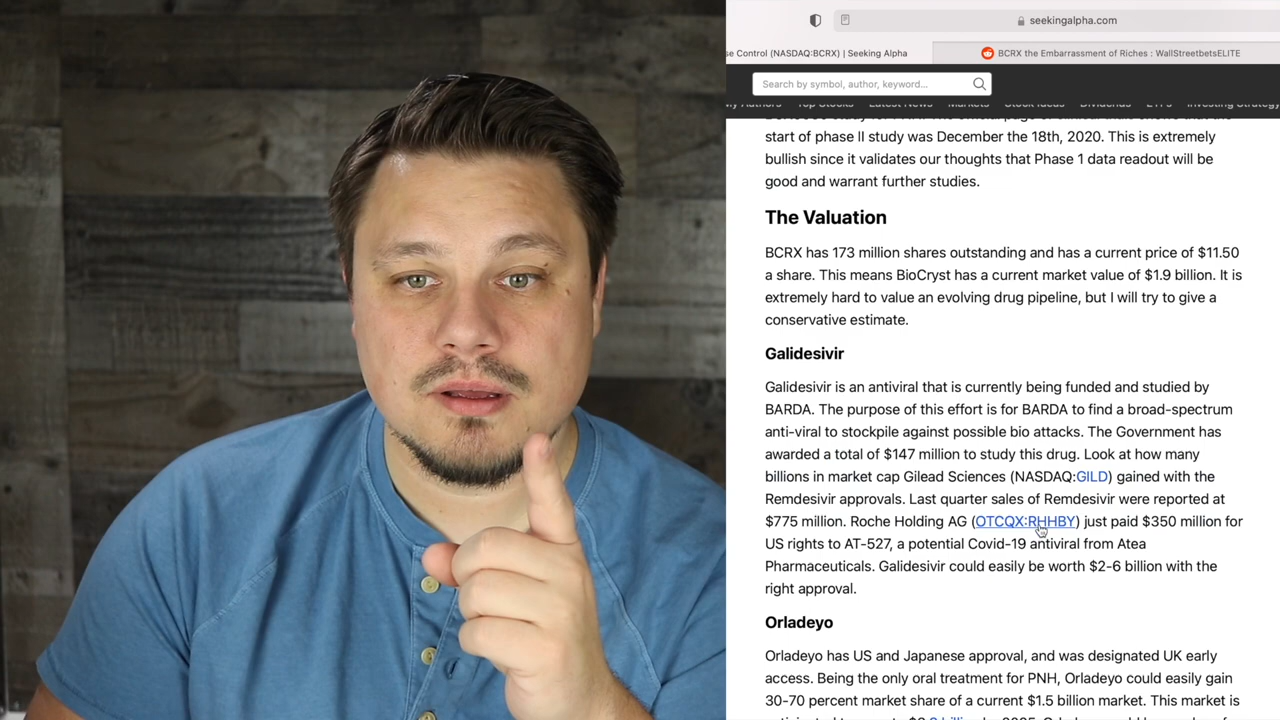 seekingalpha.com
se Control (NASDAQ:BCRX) | Seeking Alpha
BCRX the Embarrassment of Riches : WallStreetbetsELITE
Search by symbol, author, keyword...
start of phase II study was December the 18th, 2020. This is extremely
bullish since it validates our thoughts that Phase 1 data readout will be
good and warrant further studies.
The Valuation
BCRX has 173 million shares outstanding and has a current price of $11.50
a share. This means BioCryst has a current market value of $1.9 billion. It is
extremely hard to value an evolving drug pipeline, but I will try to give a
conservative estimate.
Galidesivir
Galidesivir is an antiviral that is currently being funded and studied by
BARDA. The purpose of this effort is for BARDA to find a broad-spectrum
anti-viral to stockpile against possible bio attacks. The Government has
awarded a total of $147 million to study this drug. Look at how many
billions in market cap Gilead Sciences (NASDAQ:GILD) gained with the
Remdesivir approvals. Last quarter sales of Remdesivir were reported at
$775 million. Roche Holding AG (OTCQX:RHHBY) just paid $350 million for
US rights to AT-527, a potential Covid-19 antiviral from Atea
Pharmaceuticals. Galidesivir could easily be worth $2-6 billion with the
right approval.
Orladeyo
Orladeyo has US and Japanese approval, and was designated UK early
access. Being the only oral treatment for PNH, Orladeyo could easily gain
30-70 percent market share of a current $1.5 billion market. This market is